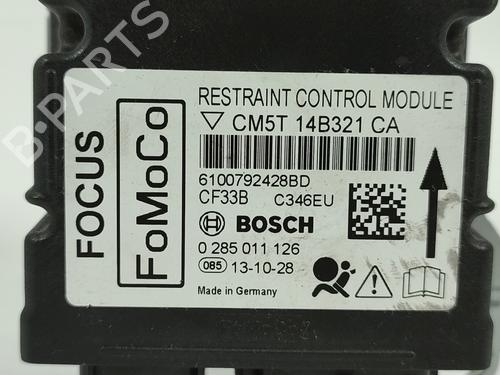 FOCUS
FoMoCo
RESTRAINT CONTROL MODULE
CM5T 14B321 CA
6100792428BD
CF33B C346EU
BOSCH
0 285 011 126
085 13-10-28
Made in Germany
B-PARTS